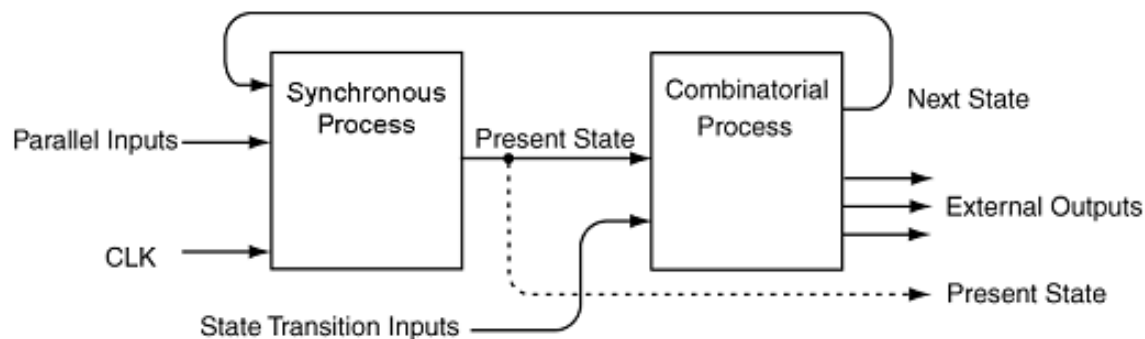 Synchronous
Process
Combinatorial
Process
Next State
Parallel Inputs
Present State
External Outputs
CLK
Present State
State Transition Inputs